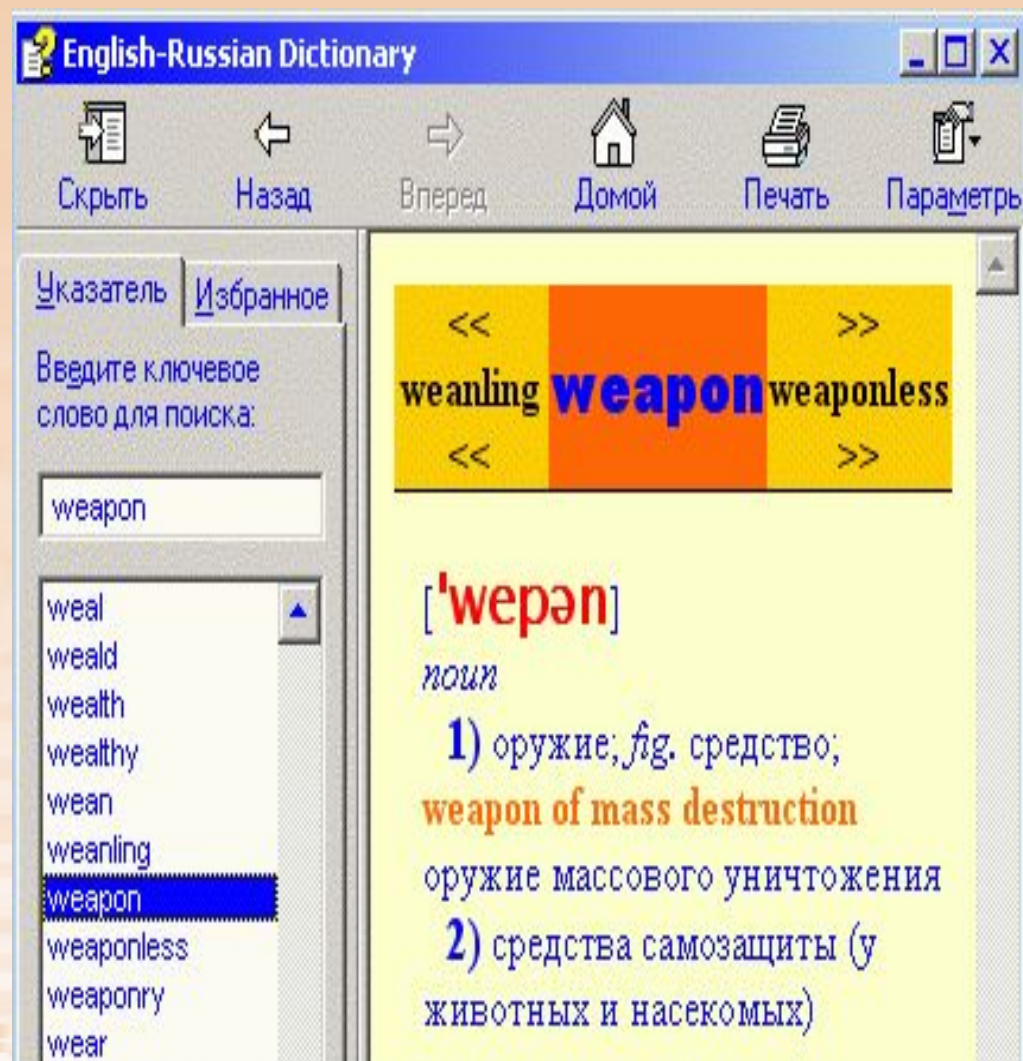 English-Russian Dictionary
Скрыть Назад Вперед Домой Печать Параметры
Указатель Избранное
Введите ключевое
слово для поиска:
weapon
weal
weald
wealth
wealthy
wean
weanling
weapon
weaponless
weaponry
wear
<< >>
weanling weapon weaponless
<< >>
['wepən]
noun
1) оружие; fig. средство;
weapon of mass destruction
оружие массового уничтожения
2) средства самозащиты (у
животных и насекомых)